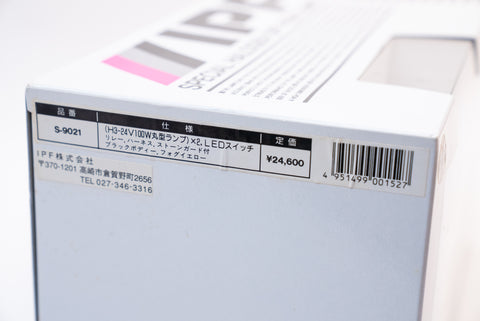 IPF
SPECIAL
品番 仕様 定価
S-9021
(H3-24V100W丸型ランプ)×2,LEDスイッチ
リレー,ハーネス,ストーンガード付
ブラックボディー,フォグイエロー
¥24,600
4 951499 001527
IPF株式会社
〒370-1201 高崎市倉賀野町2656
TEL 027-346-3316